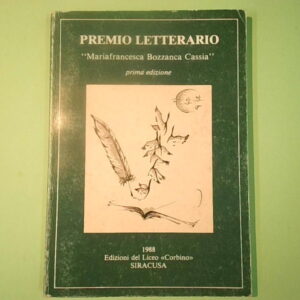 PREMIO LETTERARIO
"Mariafrancesca Bozzanca Cassia"
prima edizione
1988
Edizioni del Liceo «Corbino»
SIRACUSA